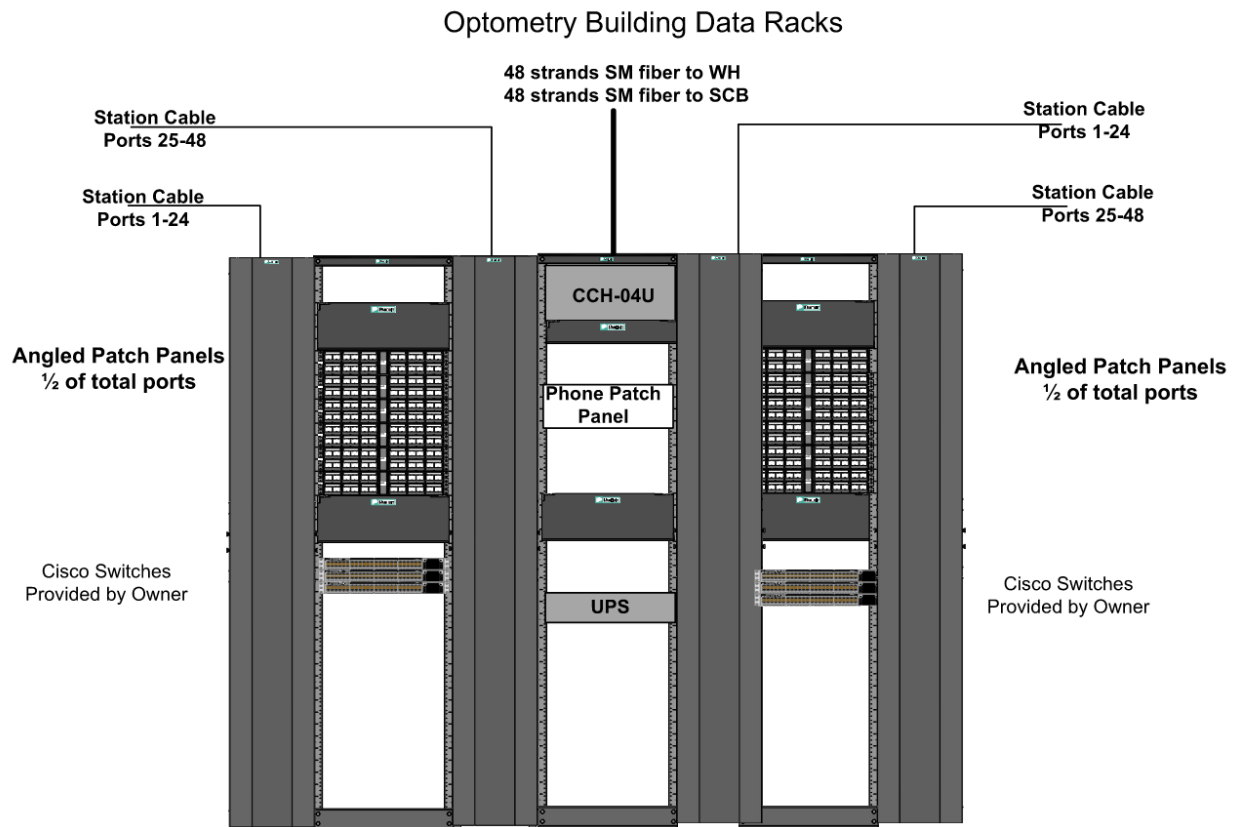 Optometry Building Data Racks
48 strands SM fiber to WH
48 strands SM fiber to SCB
Station Cable
Ports 25-48
Station Cable
Ports 1-24
Station Cable
Ports 1-24
Station Cable
Ports 25-48
CCH-04U
Angled Patch Panels
½ of total ports
Phone Patch
Panel
Angled Patch Panels
½ of total ports
Cisco Switches
Provided by Owner
UPS
Cisco Switches
Provided by Owner